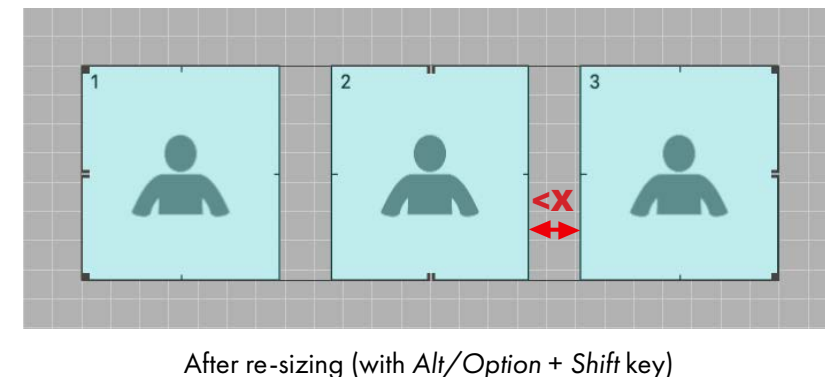 1 2 3
<X
After re-sizing (with Alt/Option + Shift key)